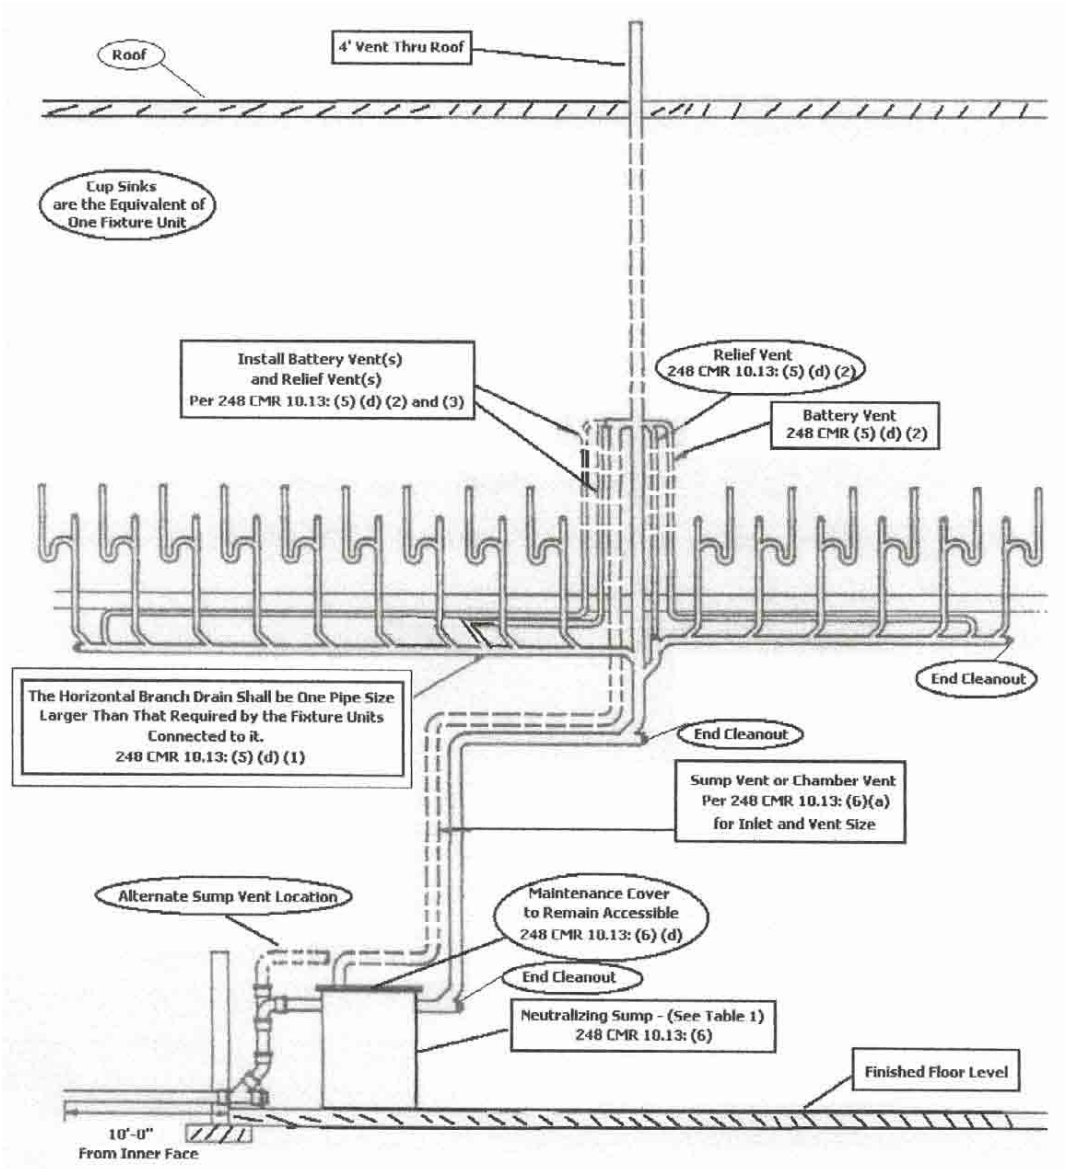 Roof
4' Vent Thru Roof
Cup Sinks
are the Equivalent of
One Fixture Unit
Install Battery Vent(s)
and Relief Vent(s)
Per 248 CMR 10.13: (5) (d) (2) and (3)
Relief Vent
248 CMR 10.13: (5) (d) (2)
Battery Vent
248 CMR (5) (d) (2)
End Cleanout
The Horizontal Branch Drain Shall be One Pipe Size
Larger Than That Required by the Fixture Units
Connected to it.
248 CMR 10.13: (5) (d) (1)
End Cleanout
Sump Vent or Chamber Vent
Per 248 CMR 10.13: (6)(a)
for Inlet and Vent Size
Alternate Sump Vent Location
Maintenance Cover
to Remain Accessible
248 CMR 10.13: (6) (d)
End Cleanout
Neutralizing Sump - (See Table 1)
248 CMR 10.13: (6)
Finished Floor Level
10'-0"
From Inner Face